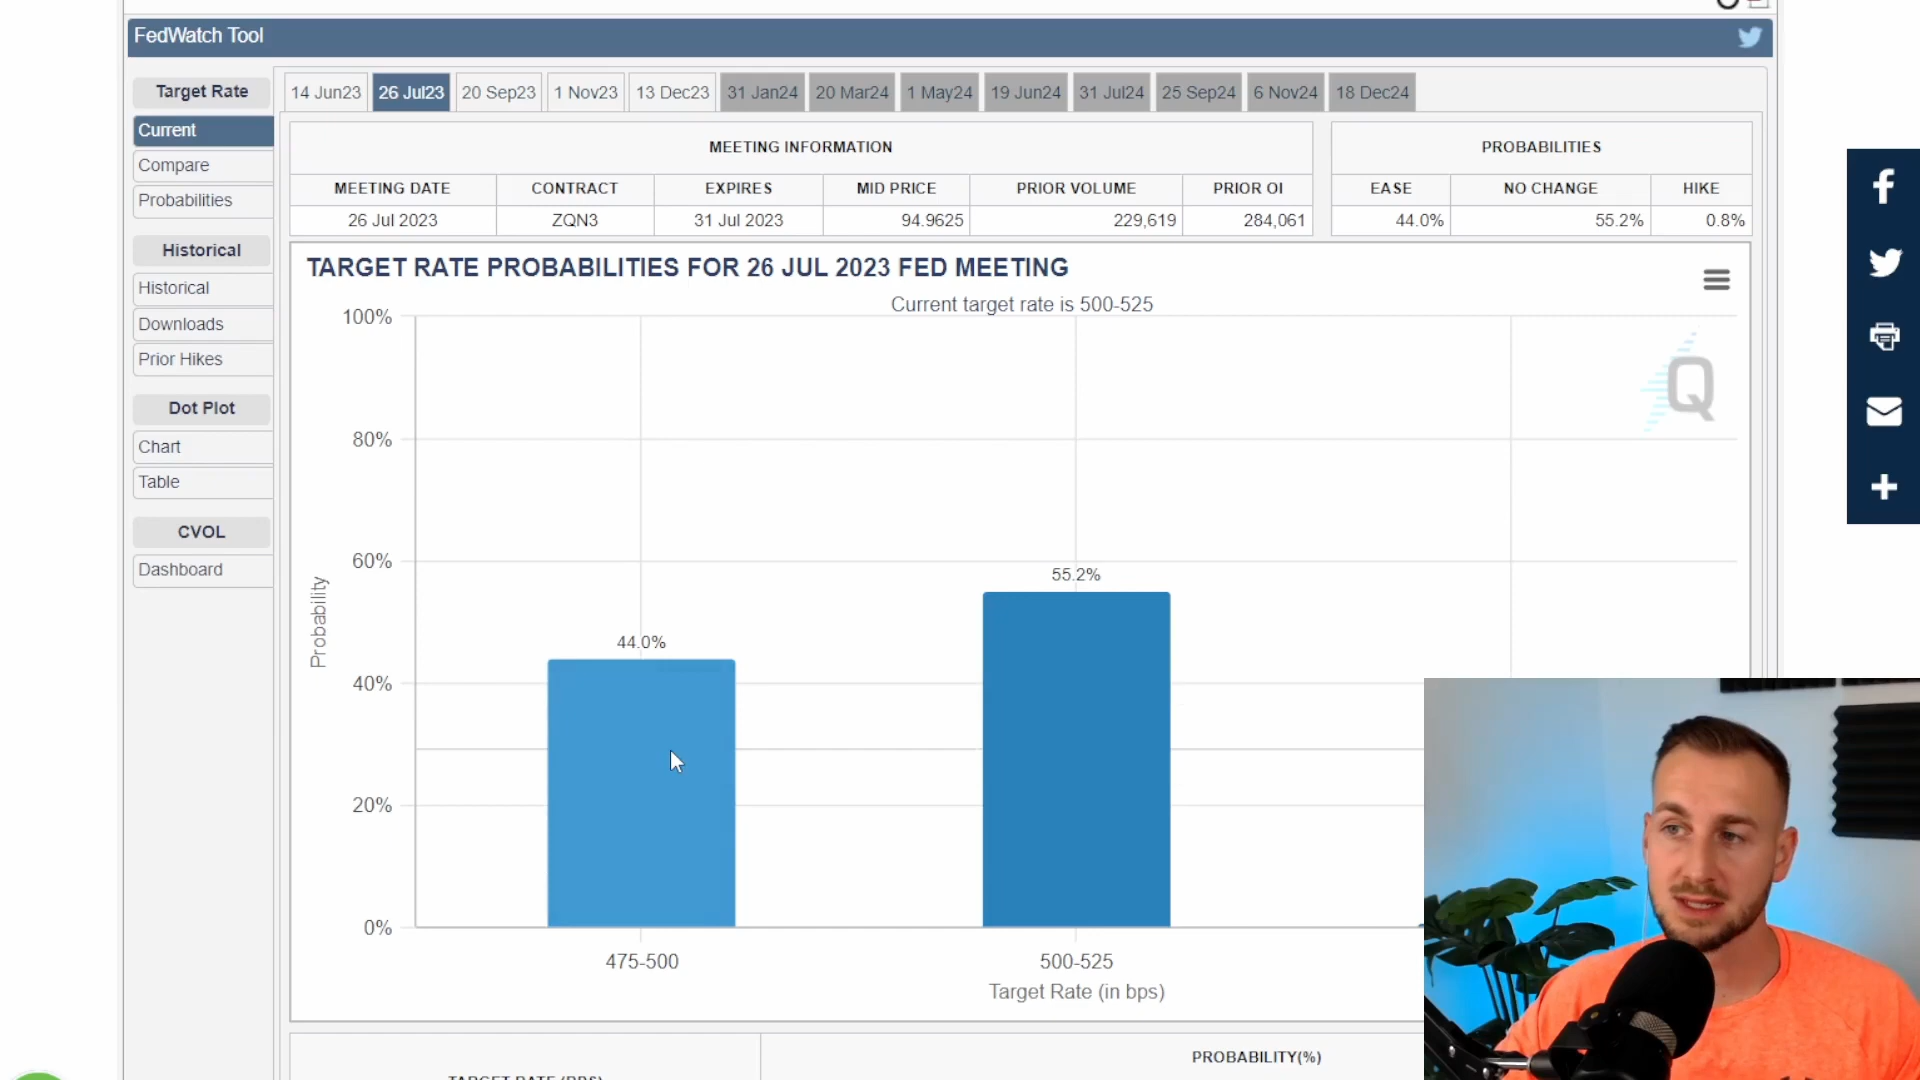 FedWatch Tool
Target Rate
Current
Compare
Probabilities
Historical
Historical
Downloads
Prior Hikes
Dot Plot
Chart
Table
CVOL
Dashboard
14 Jun23 26 Jul23 20 Sep23 1 Nov23 13 Dec23 31 Jan24 20 Mar24 1 May24 19 Jun24 31 Jul24 25 Sep24 6 Nov24 18 Dec24
MEETING INFORMATION
MEETING DATE CONTRACT EXPIRES MID PRICE PRIOR VOLUME PRIOR OI
26 Jul 2023 ZQN3 31 Jul 2023 94.9625 229,619 284,061
PROBABILITIES
EASE NO CHANGE HIKE
44.0% 55.2% 0.8%
TARGET RATE PROBABILITIES FOR 26 JUL 2023 FED MEETING
Current target rate is 500-525
Q
100%
80%
60%
40%
20%
0%
Probability
44.0%
55.2%
475-500
500-525
Target Rate (in bps)
PROBABILITY(%)
TARGET RATE (BPS)